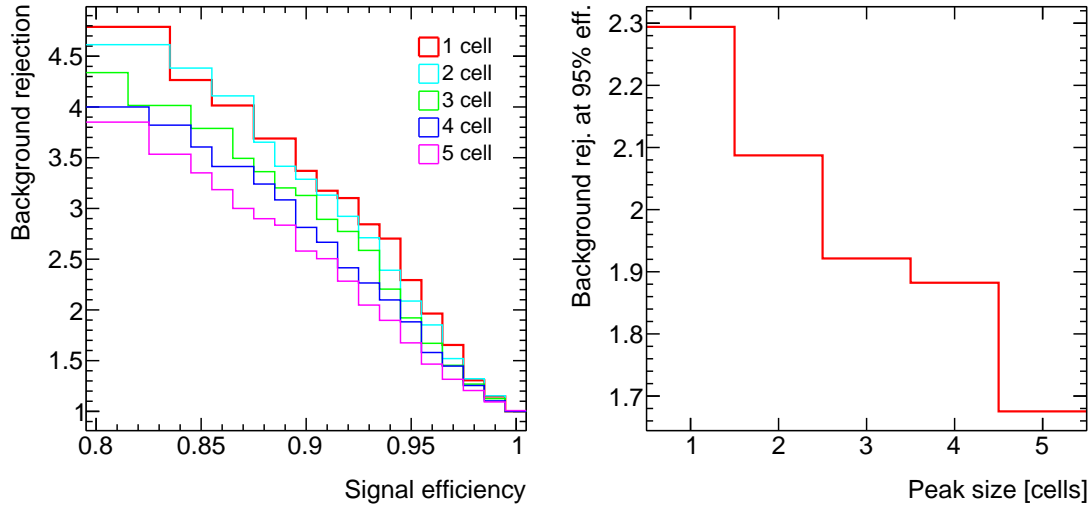 Background rejection
4.5
4
3.5
3
2.5
2
1.5
1
0.8
0.85
0.9
0.95
1
Signal efficiency
1 cell
2 cell
3 cell
4 cell
5 cell
Background rej. at 95% eff.
2.3
2.2
2.1
2
1.9
1.8
1.7
1
2
3
4
5
Peak size [cells]